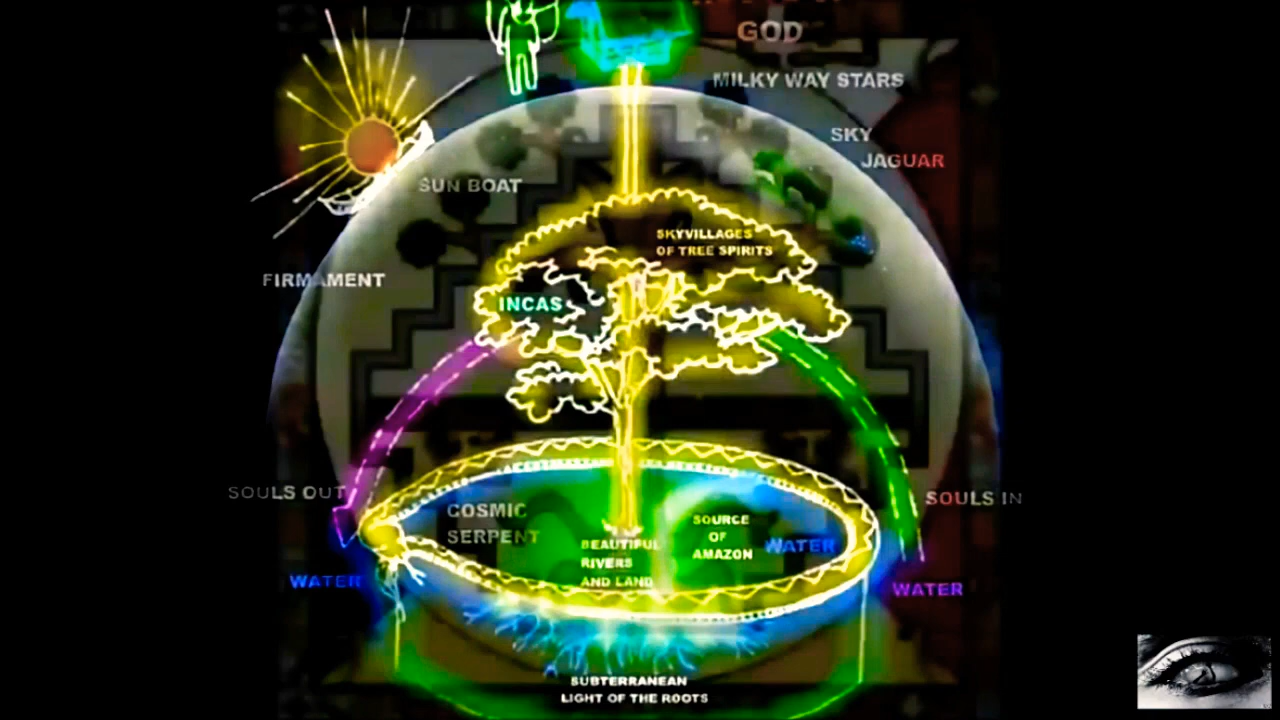 GOD
MILKY WAY STARS
SKY
JAGUAR
SUN BOAT
SKYVILLAGES
OF TREE SPIRITS
FIRMAMENT
INCAS
SOULS OUT
SOULS IN
COSMIC
SERPENT
SOURCE
OF
AMAZON
WATER
BEAUTIFUL
RIVERS
AND LAND
WATER
WATER
SUBTERRANEAN
LIGHT OF THE ROOTS